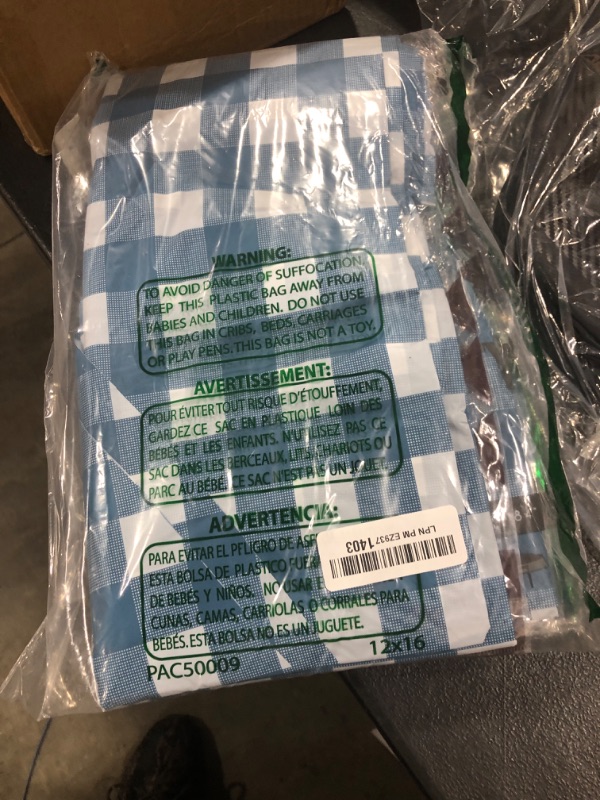 WARNING:
TO AVOID DANGER OF SUFFOCATION
KEEP THIS PLASTIC BAG AWAY FROM
BABIES AND CHILDREN. DO NOT USE
THIS BAG IN CRIBS, BEDS, CARRIAGES
OR PLAY PENS. THIS BAG IS NOT A TOY.
AVERTISSEMENT:
POUR ÉVITER TOUT RISQUE D'ÉTOUFFEMENT,
GARDEZ CE SAC EN PLASTIQUE LOIN DES
BÉBÉS ET LES ENFANTS. N'UTILISEZ PAS CE
SAC DANS LES BERCEAUX, LITS, CHARIOTS OU
PARC AU BÉBÉ. CE SAC N'EST PAS UN JOUET.
ADVERTENCIA:
PARA EVITAR EL PELIGRO DE
ESTA BOLSA DE PLASTICO
DE BEBÉS Y NIÑOS. NO USAR
CUNAS, CAMAS, CARRIOLAS, O CORRALES PARA
BEBÉS. ESTA BOLSA NO ES UN JUGUETE.
LPN PM EZ9371403
PAC50009
12x16